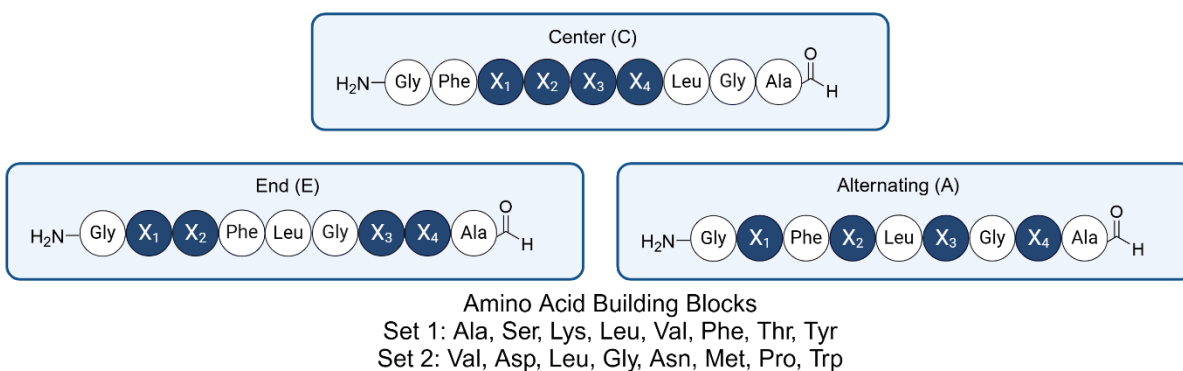 Center (C)
H₂N Gly Phe X₁ X₂ X₃ X₄ Leu Gly Ala O H
End (E)
H₂N Gly X₁ X₂ Phe Leu Gly X₃ X₄ Ala O H
Alternating (A)
H₂N Gly X₁ Phe X₂ Leu X₃ Gly X₄ Ala O H
Amino Acid Building Blocks
Set 1: Ala, Ser, Lys, Leu, Val, Phe, Thr, Tyr
Set 2: Val, Asp, Leu, Gly, Asn, Met, Pro, Trp